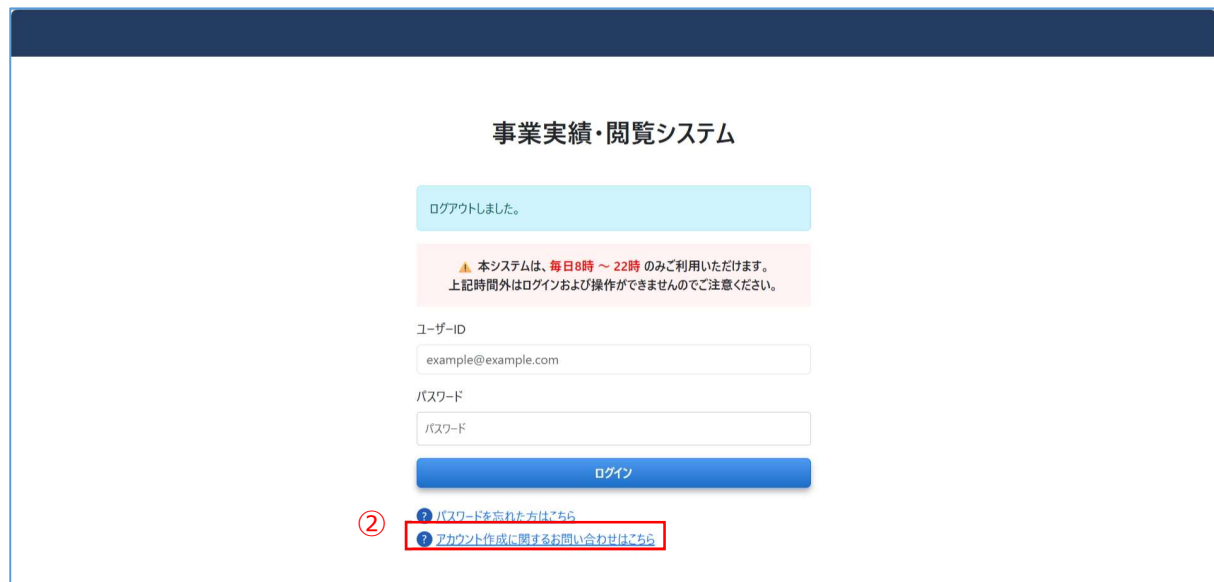 事業実績・閲覧システム
ログアウトしました。
⚠ 本システムは、毎日8時 ～ 22時 のみご利用いただけます。
上記時間外はログインおよび操作ができませんのでご注意ください。
ユーザーID
example@example.com
パスワード
パスワード
ログイン
? パスワードを忘れた方はこちら
② ? アカウント作成に関するお問い合わせはこちら